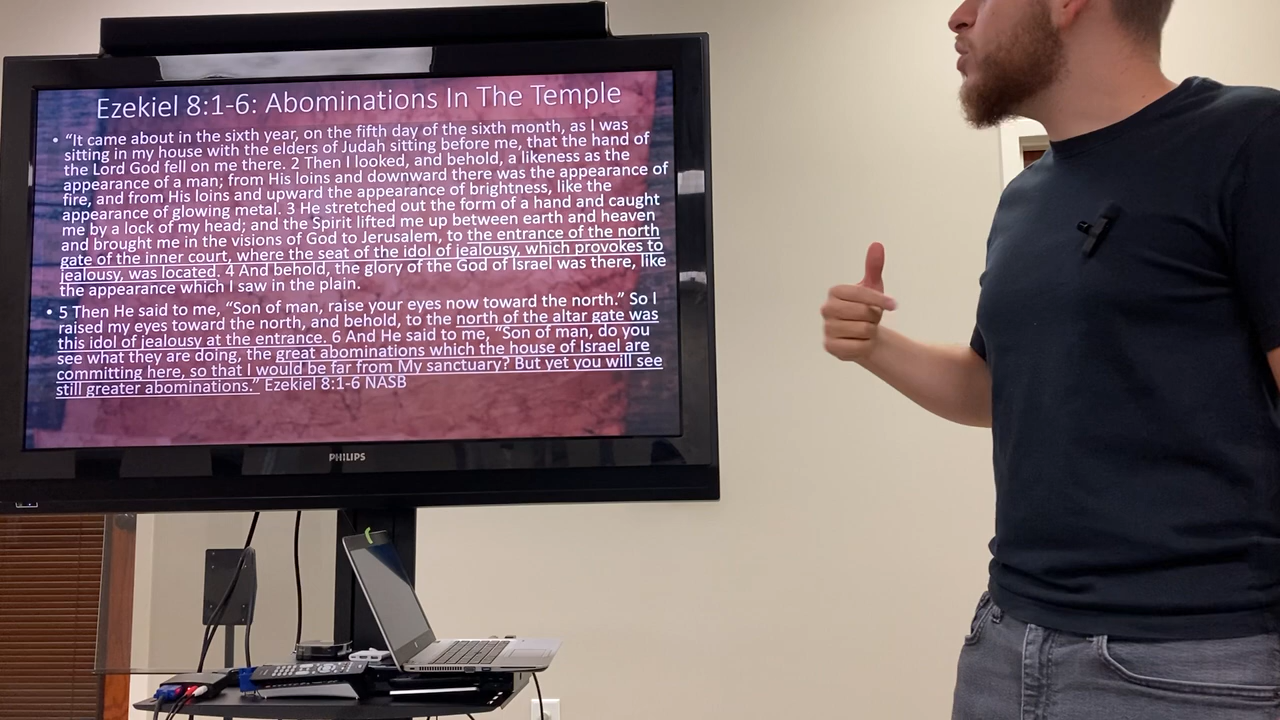 Ezekiel 8:1-6: Abominations In The Temple
• “It came about in the sixth year, on the fifth day of the sixth month, as I was
sitting in my house with the elders of Judah sitting before me, that the hand of
the Lord God fell on me there. 2 Then I looked, and behold, a likeness as the
appearance of a man; from His loins and downward there was the appearance of
fire, and from His loins and upward the appearance of brightness, like the
appearance of glowing metal. 3 He stretched out the form of a hand and caught
me by a lock of my head; and the Spirit lifted me up between earth and heaven
and brought me in the visions of God to Jerusalem, to the entrance of the north
gate of the inner court, where the seat of the idol of jealousy, which provokes to
jealousy, was located. 4 And behold, the glory of the God of Israel was there, like
the appearance which I saw in the plain.
• 5 Then He said to me, “Son of man, raise your eyes now toward the north.” So I
raised my eyes toward the north, and behold, to the north of the altar gate was
this idol of jealousy at the entrance. 6 And He said to me, “Son of man, do you
see what they are doing, the great abominations which the house of Israel are
committing here, so that I would be far from My sanctuary? But yet you will see
still greater abominations.” Ezekiel 8:1-6 NASB
PHILIPS